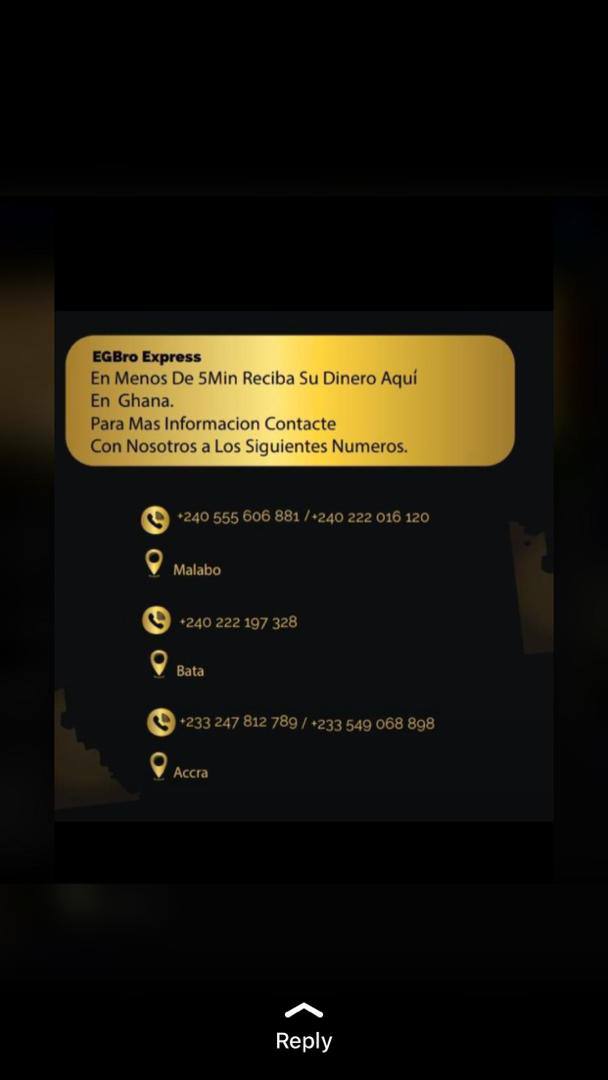 EGBro Express
En Menos De 5Min Reciba Su Dinero Aquí
En Ghana.
Para Mas Informacion Contacte
Con Nosotros a Los Siguientes Numeros.
+240 555 606 881 /+240 222 016 120
Malabo
+240 222 197 328
Bata
+233 247 812 789 / +233 549 068 898
Accra
Reply